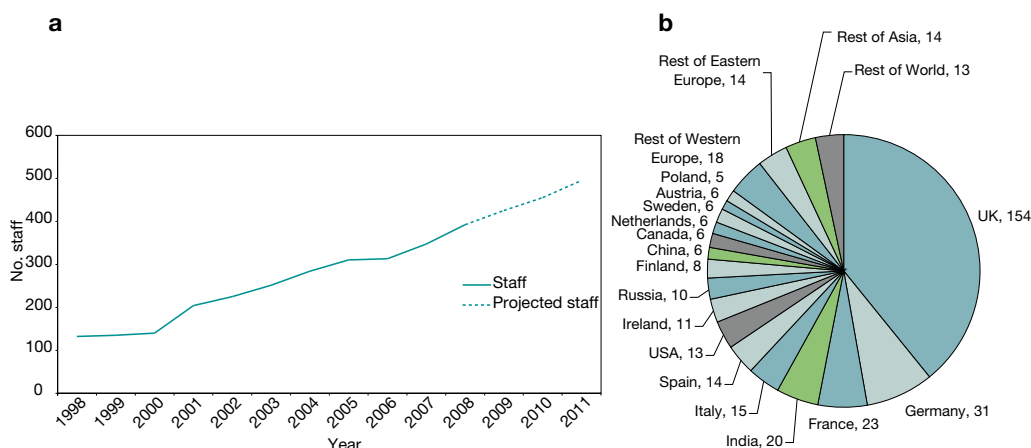 a
No. staff
600
500
400
300
200
100
0
Staff
Projected staff
1998
1999
2000
2001
2002
2003
2004
2005
2006
2007
2008
2009
2010
2011
Year
b
Rest of Asia, 14
Rest of Eastern
Europe, 14
Rest of World, 13
Rest of Western
Europe, 18
Poland, 5
Austria, 6
Sweden, 6
Netherlands, 6
Canada, 6
China, 6
Finland, 8
Russia, 10
Ireland, 11
USA, 13
Spain, 14
Italy, 15
India, 20
France, 23
Germany, 31
UK, 154